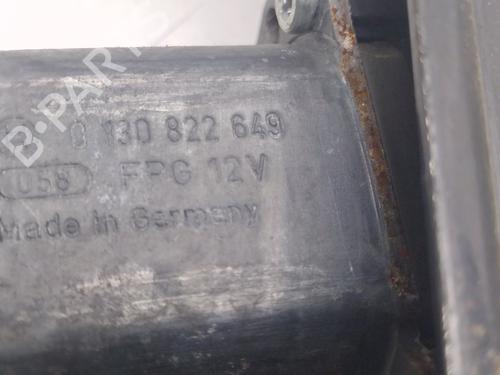 0 130 822 649
058 FPG 12V
Made in Germany
B-PARTS